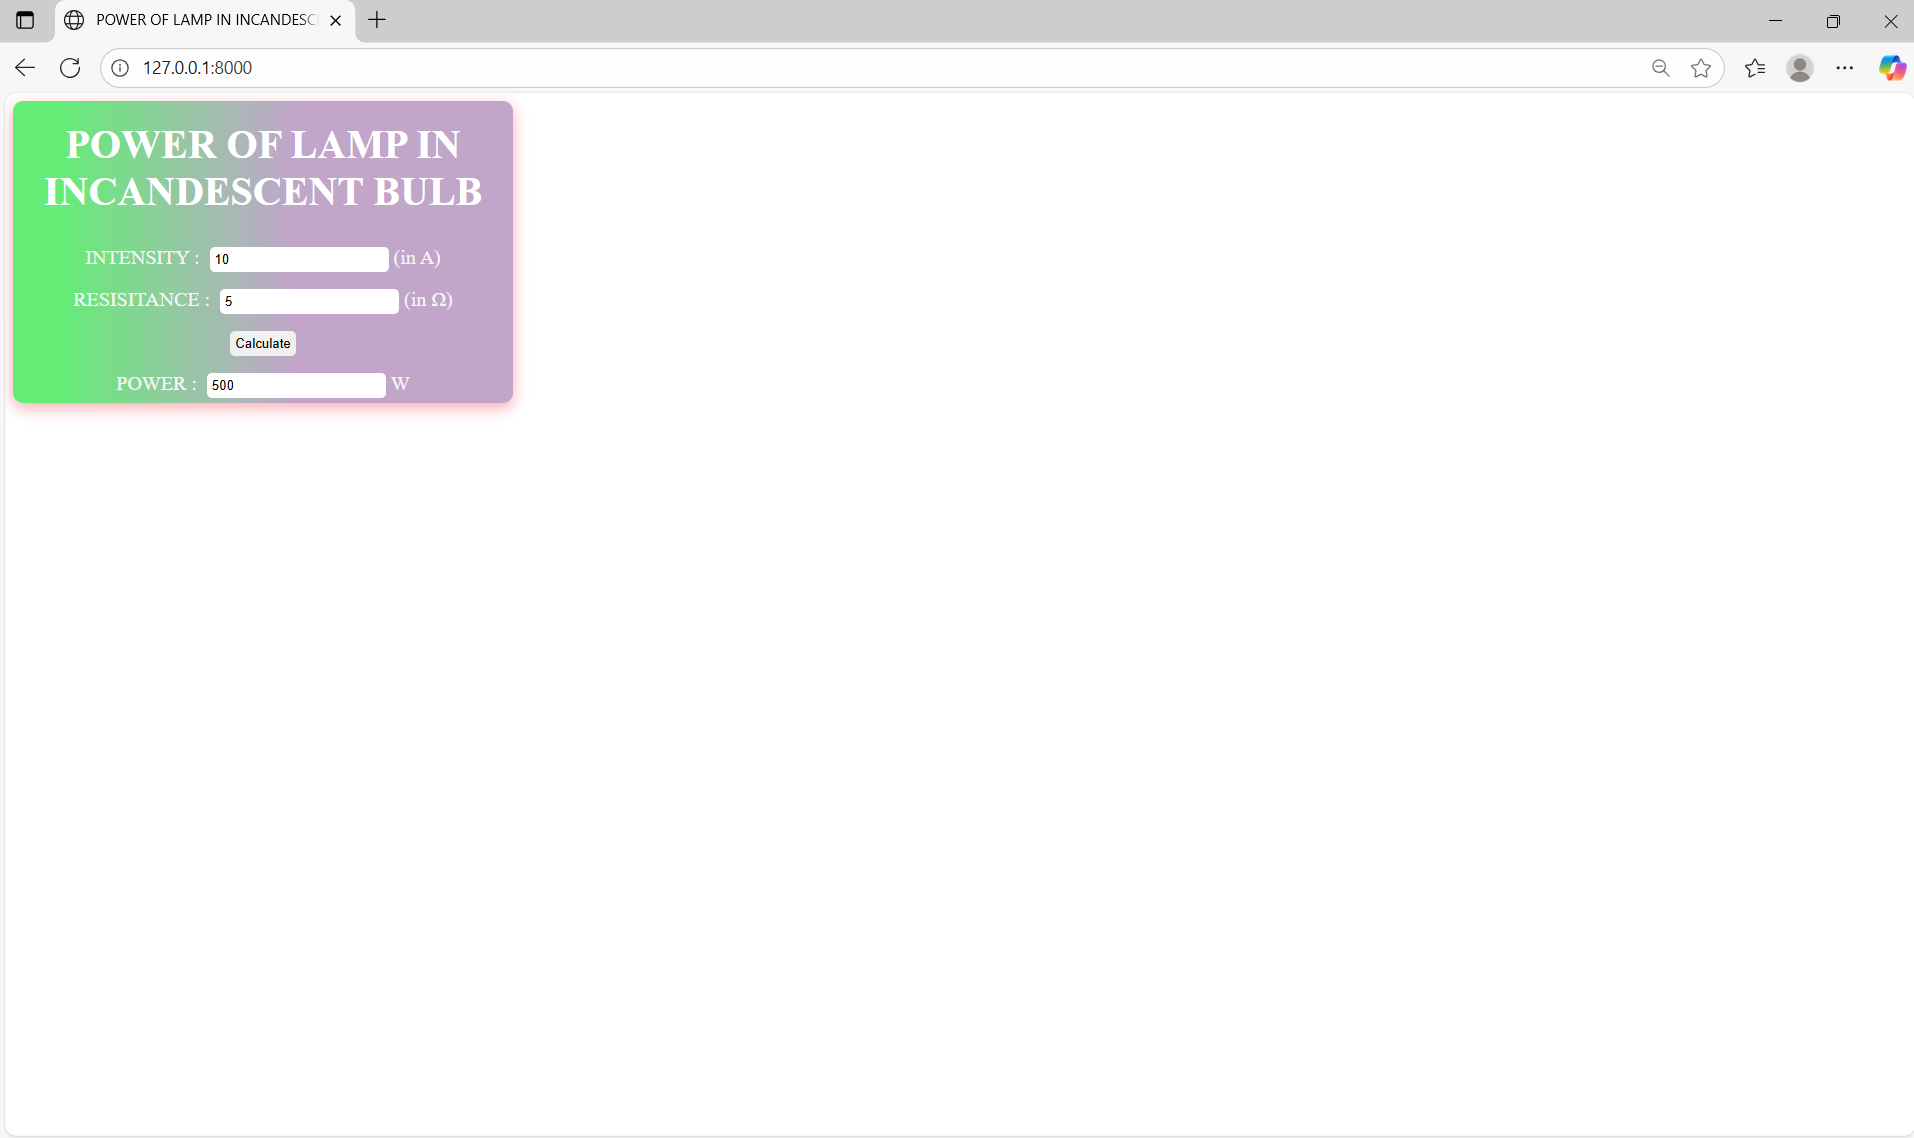 POWER OF LAMP IN INCANDESC
127.0.0.1:8000
POWER OF LAMP IN
INCANDESCENT BULB
INTENSITY : 10 (in A)
RESISITANCE : 5 (in Ω)
Calculate
POWER : 500 W